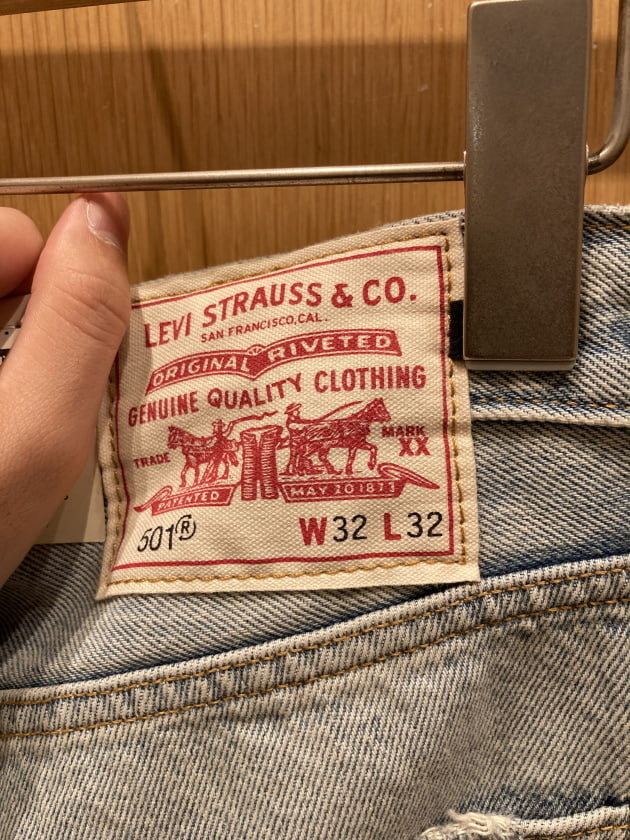 LEVI STRAUSS & CO.
SAN FRANCISCO, CAL.
ORIGINAL RIVETED
GENUINE QUALITY CLOTHING
TRADE MARK
XX
PATENTED MAY 20 1873
501® W32 L32